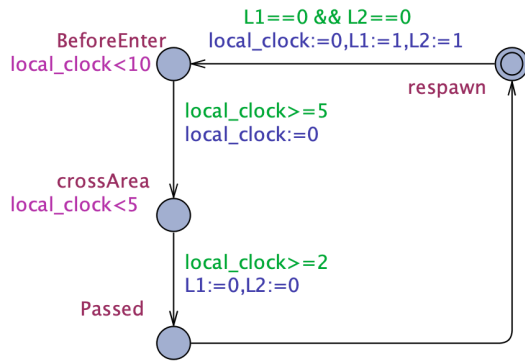 L1==0 && L2==0
BeforeEnter
local_clock:=0,L1:=1,L2:=1
local_clock<10
respawn
local_clock>=5
local_clock:=0
crossArea
local_clock<5
local_clock>=2
L1:=0,L2:=0
Passed